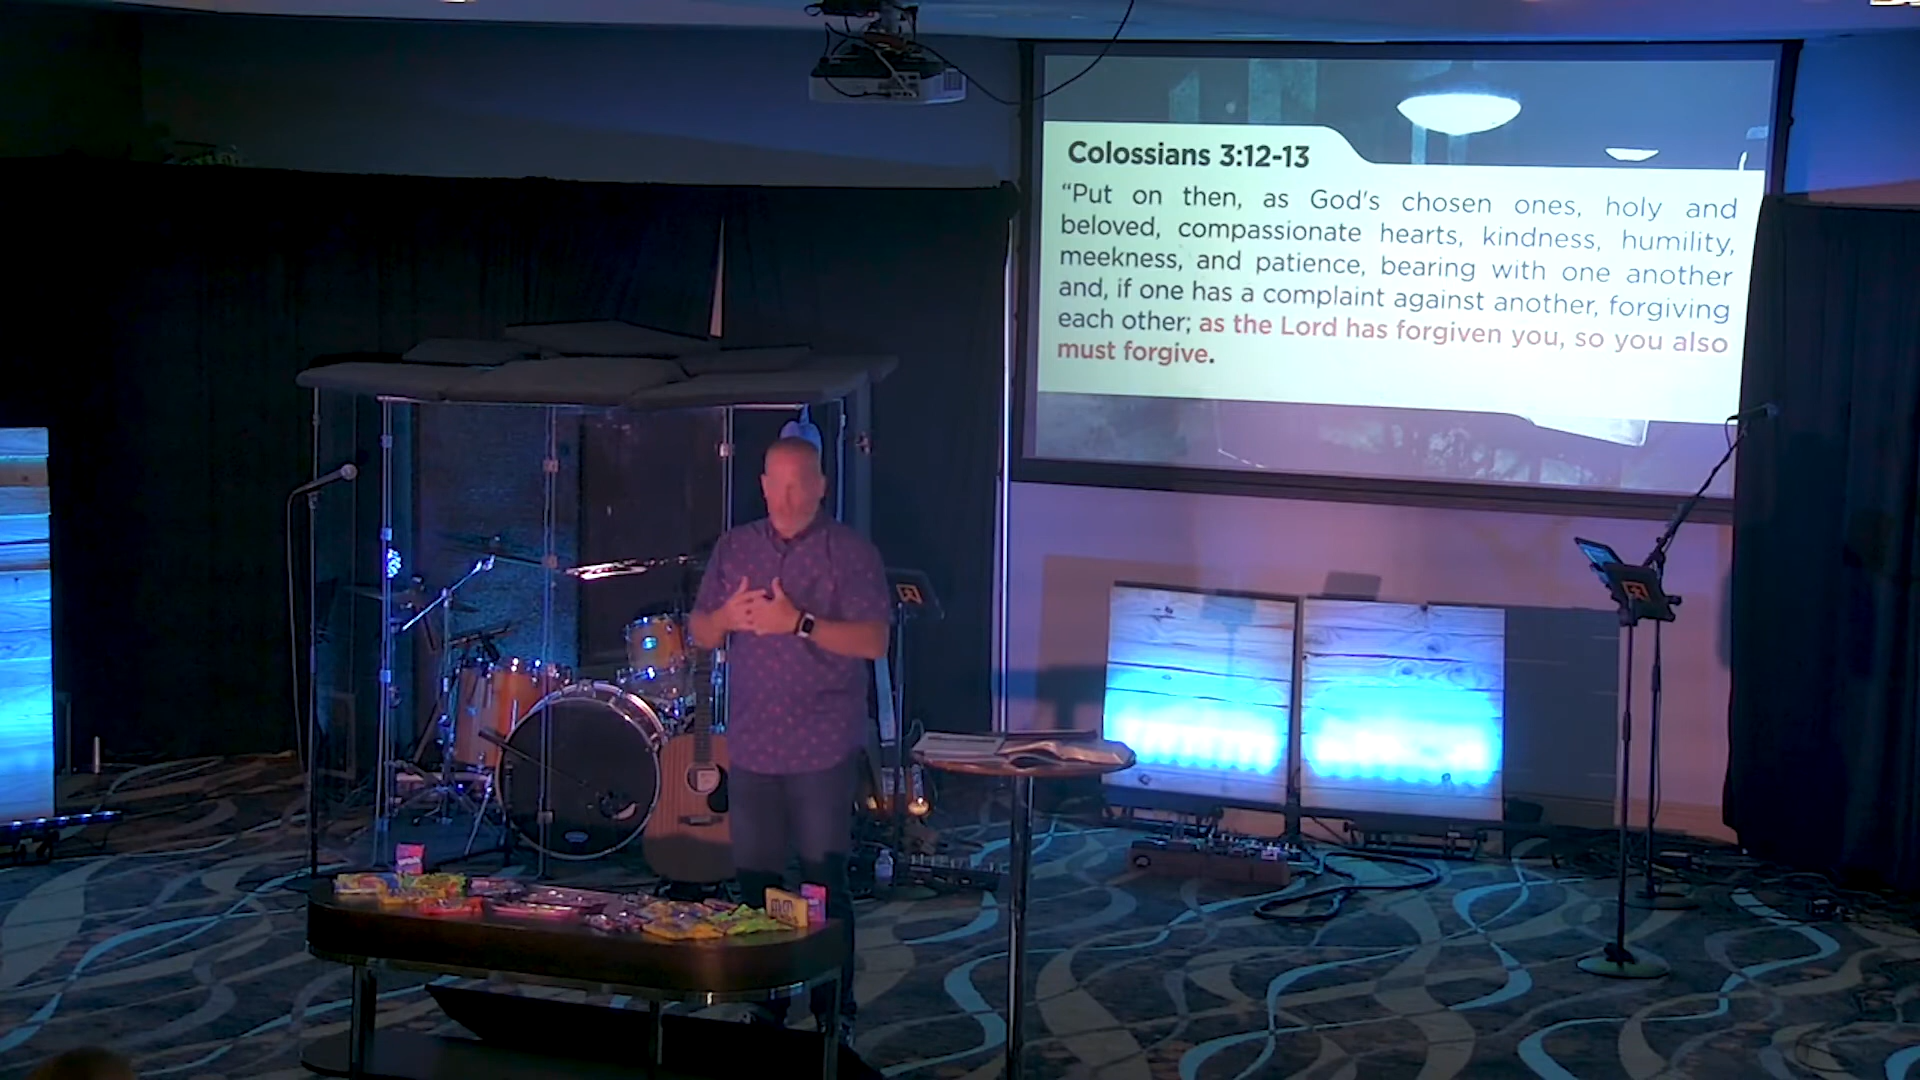 Colossians 3:12-13
“Put on then, as God's chosen ones, holy and
beloved, compassionate hearts, kindness, humility,
meekness, and patience, bearing with one another
and, if one has a complaint against another, forgiving
each other; as the Lord has forgiven you, so you also
must forgive.
m&m